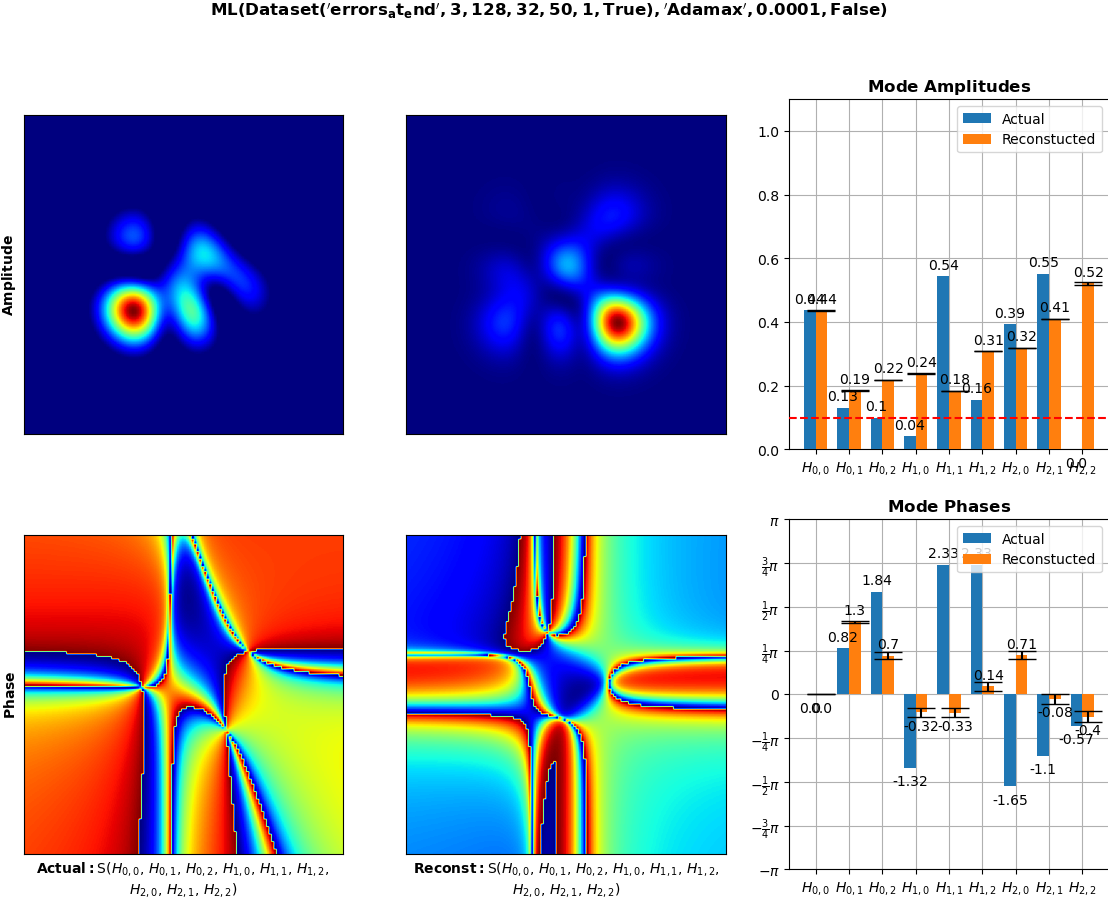 ML(Dataset('errors_at_end', 3, 128, 32, 50, 1, True), 'Adamax', 0.0001, False)
Amplitude
Mode Amplitudes
Actual
Reconstucted
1.0
0.8
0.6
0.4
0.2
0.0
0.44 0.44
0.13 0.19
0.1 0.22
0.04 0.24
0.54 0.18
0.16 0.31
0.39 0.32
0.55 0.41
0.0 0.52
H0,0 H0,1 H0,2 H1,0 H1,1 H1,2 H2,0 H2,1 H2,2
Phase
Mode Phases
Actual
Reconstucted
π
3/4π
1/2π
1/4π
0
−1/4π
−1/2π
−3/4π
−π
0.0 0.0
0.82 1.3
1.84 0.7
-1.32 -0.32
2.33 -0.33
2.33 0.14
-1.65 0.71
-1.1 -0.08
-0.57 -0.4
H0,0 H0,1 H0,2 H1,0 H1,1 H1,2 H2,0 H2,1 H2,2
Actual: S(H0,0, H0,1, H0,2, H1,0, H1,1, H1,2,
H2,0, H2,1, H2,2)
Reconst: S(H0,0, H0,1, H0,2, H1,0, H1,1, H1,2,
H2,0, H2,1, H2,2)